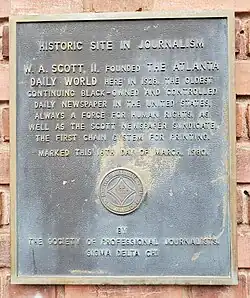 HISTORIC SITE IN JOURNALISM
W. A. SCOTT, II, FOUNDED THE ATLANTA
DAILY WORLD HERE IN 1928, THE OLDEST
CONTINUING BLACK-OWNED AND CONTROLLED
DAILY NEWSPAPER IN THE UNITED STATES,
ALWAYS A FORCE FOR HUMAN RIGHTS, AS
WELL AS THE SCOTT NEWSPAPER SYNDICATE,
THE FIRST CHAIN SYSTEM FOR PRINTING.
MARKED THIS 18TH DAY OF MARCH, 1980.
BY
THE SOCIETY OF PROFESSIONAL JOURNALISTS,
SIGMA DELTA CHI